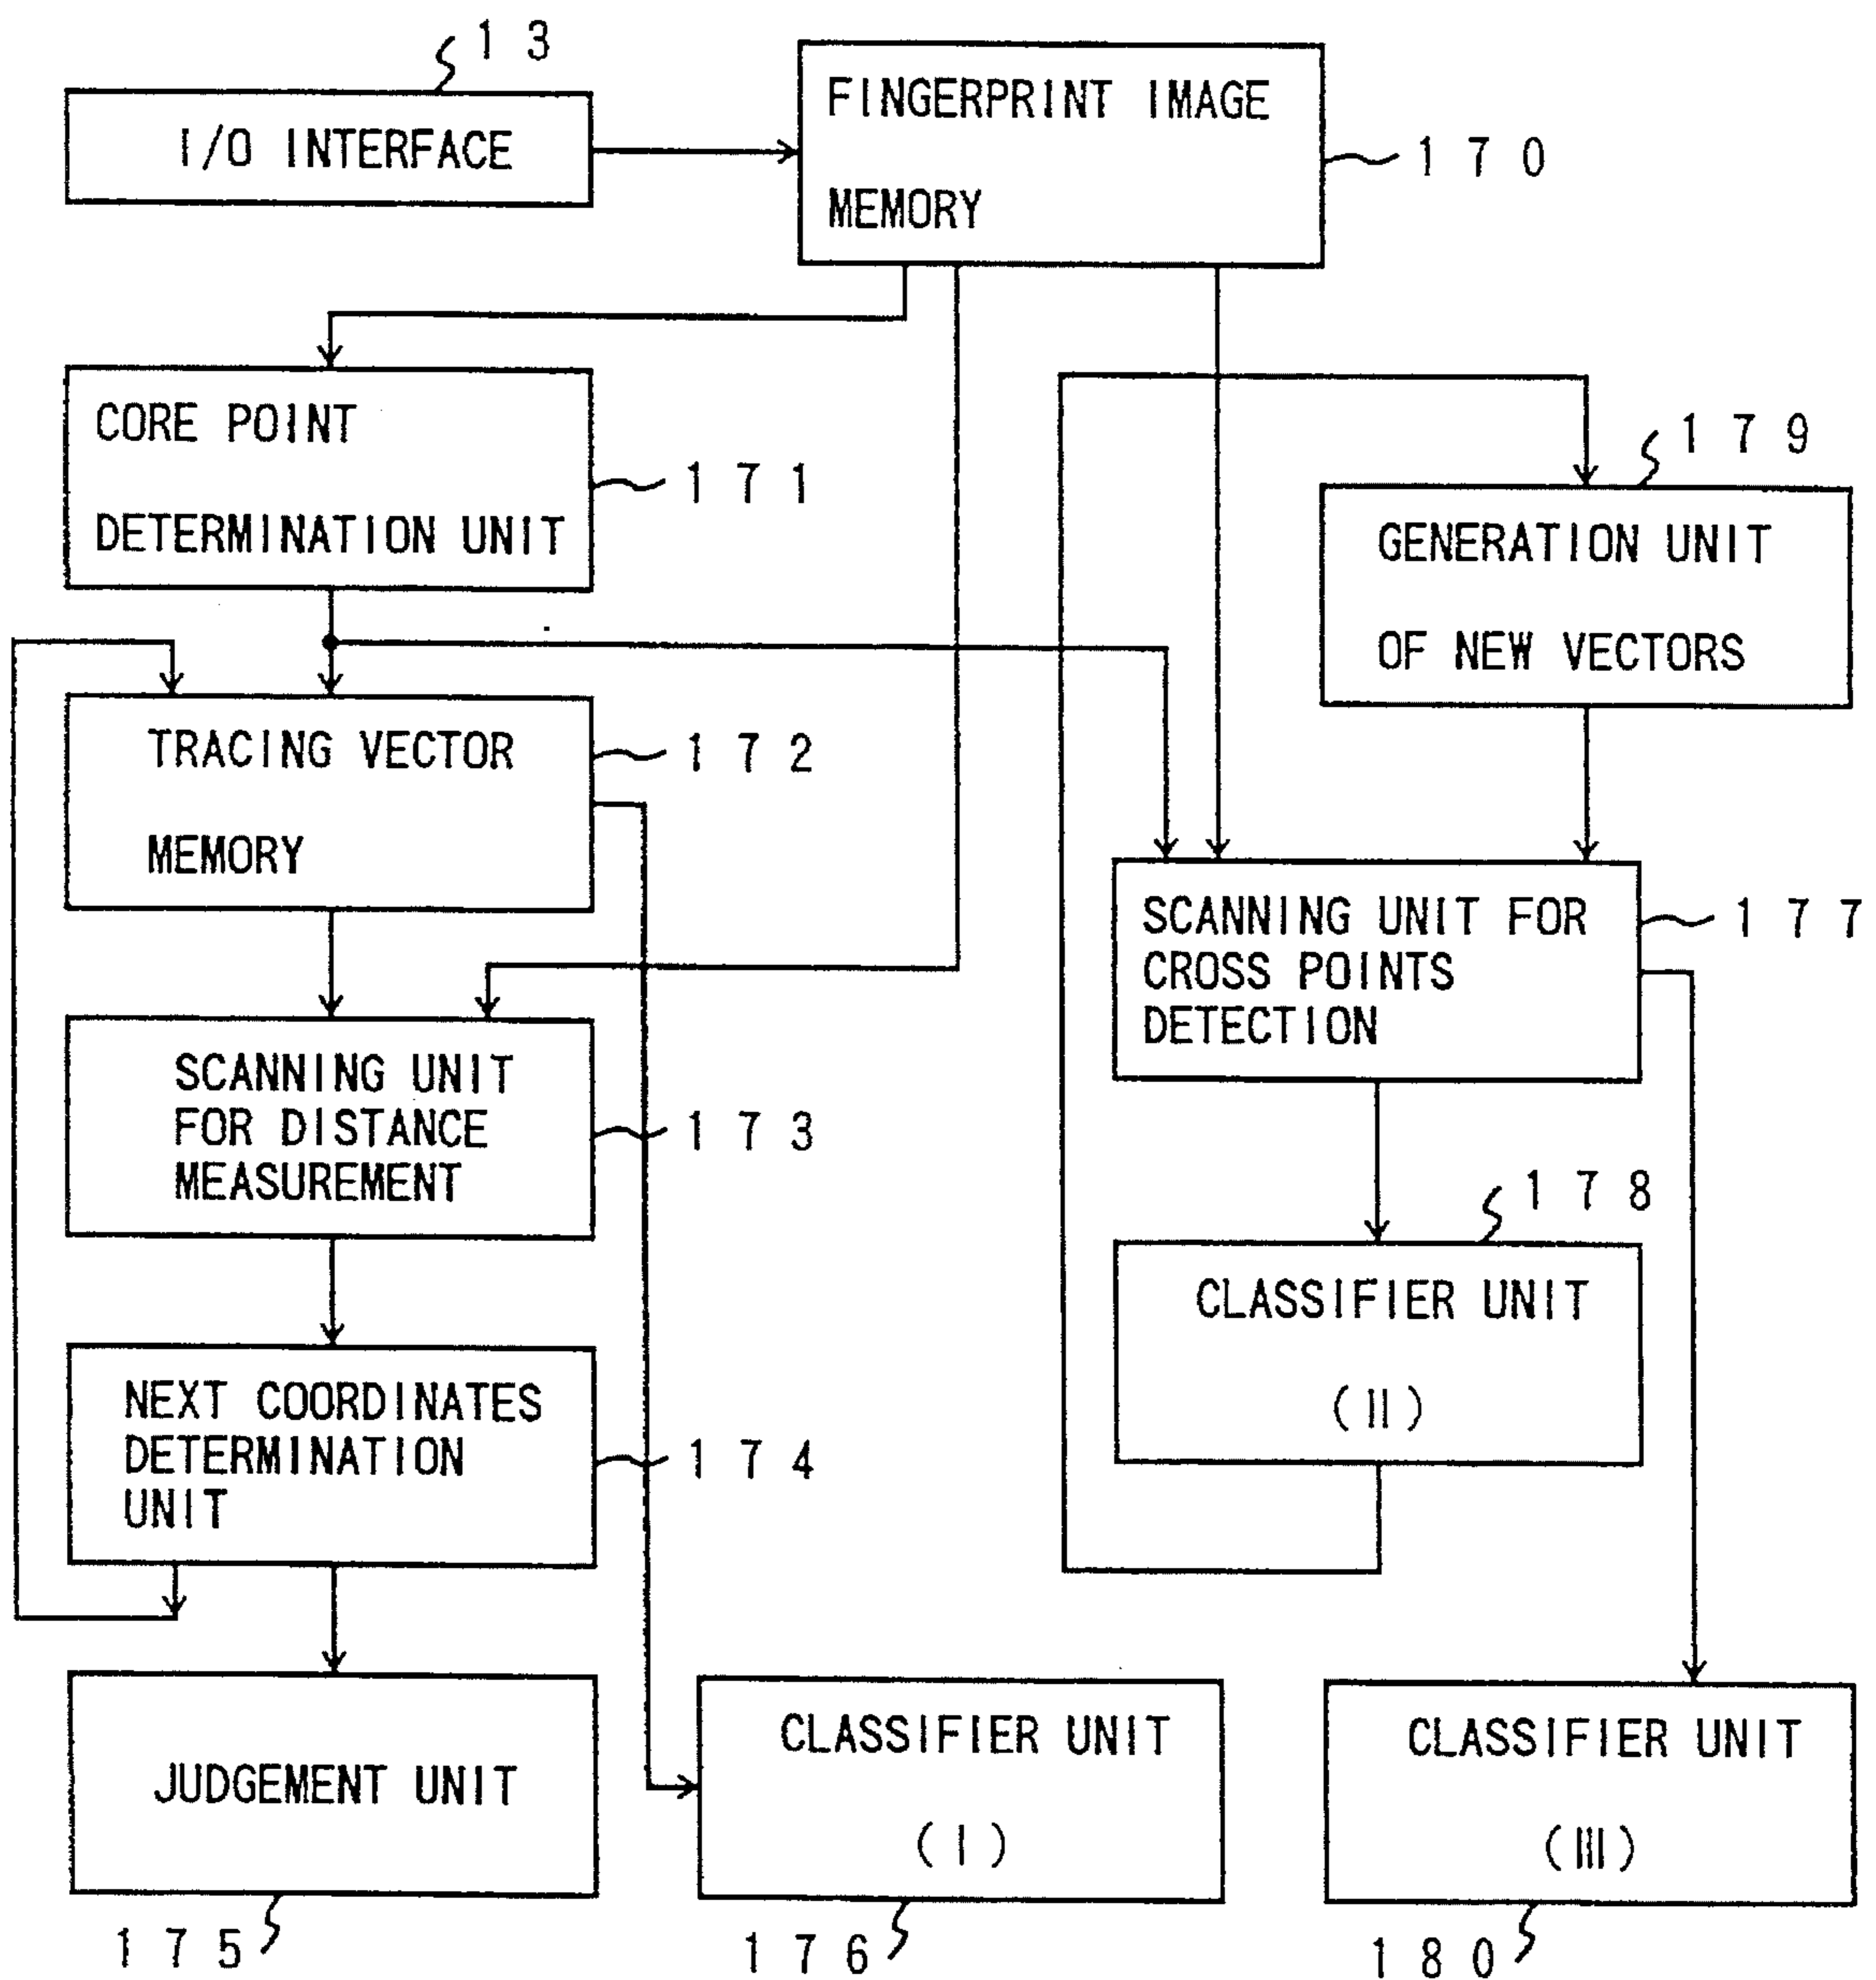 13
I/O INTERFACE
FINGERPRINT IMAGE
MEMORY
170
CORE POINT
DETERMINATION UNIT
171
179
GENERATION UNIT
OF NEW VECTORS
TRACING VECTOR
MEMORY
172
SCANNING UNIT FOR
CROSS POINTS
DETECTION
177
SCANNING UNIT
FOR DISTANCE
MEASUREMENT
173
178
CLASSIFIER UNIT
(II)
NEXT COORDINATES
DETERMINATION
UNIT
174
JUDGEMENT UNIT
175
CLASSIFIER UNIT
(I)
176
CLASSIFIER UNIT
(III)
180